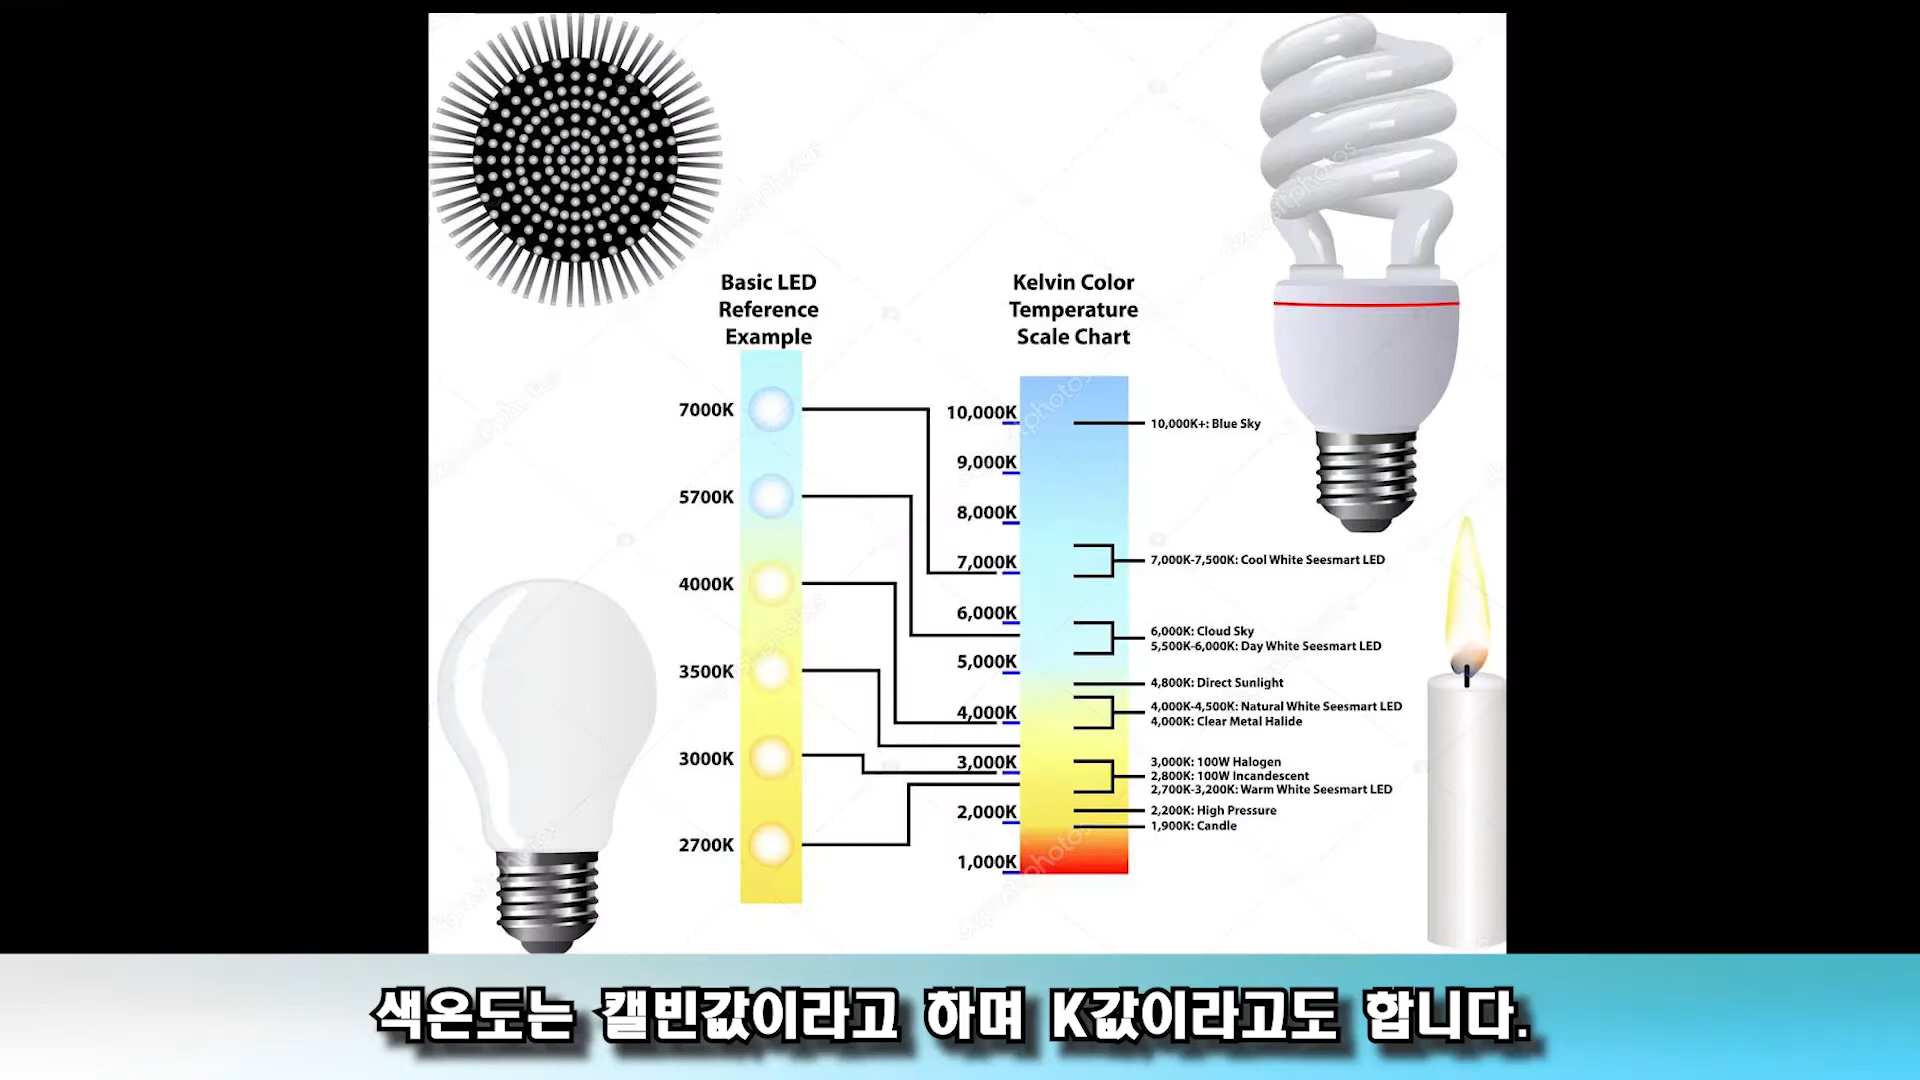 Basic LED
Reference
Example
7000K
5700K
4000K
3500K
3000K
2700K
Kelvin Color
Temperature
Scale Chart
10,000K
9,000K
8,000K
7,000K
6,000K
5,000K
4,000K
3,000K
2,000K
1,000K
10,000K+: Blue Sky
7,000K-7,500K: Cool White Seesmart LED
6,000K: Cloud Sky
5,500K-6,000K: Day White Seesmart LED
4,800K: Direct Sunlight
4,000K-4,500K: Natural White Seesmart LED
4,000K: Clear Metal Halide
3,000K: 100W Halogen
2,800K: 100W Incandescent
2,700K-3,200K: Warm White Seesmart LED
2,200K: High Pressure
1,900K: Candle
색온도는 캘빈값이라고 하며 K값이라고도 합니다.